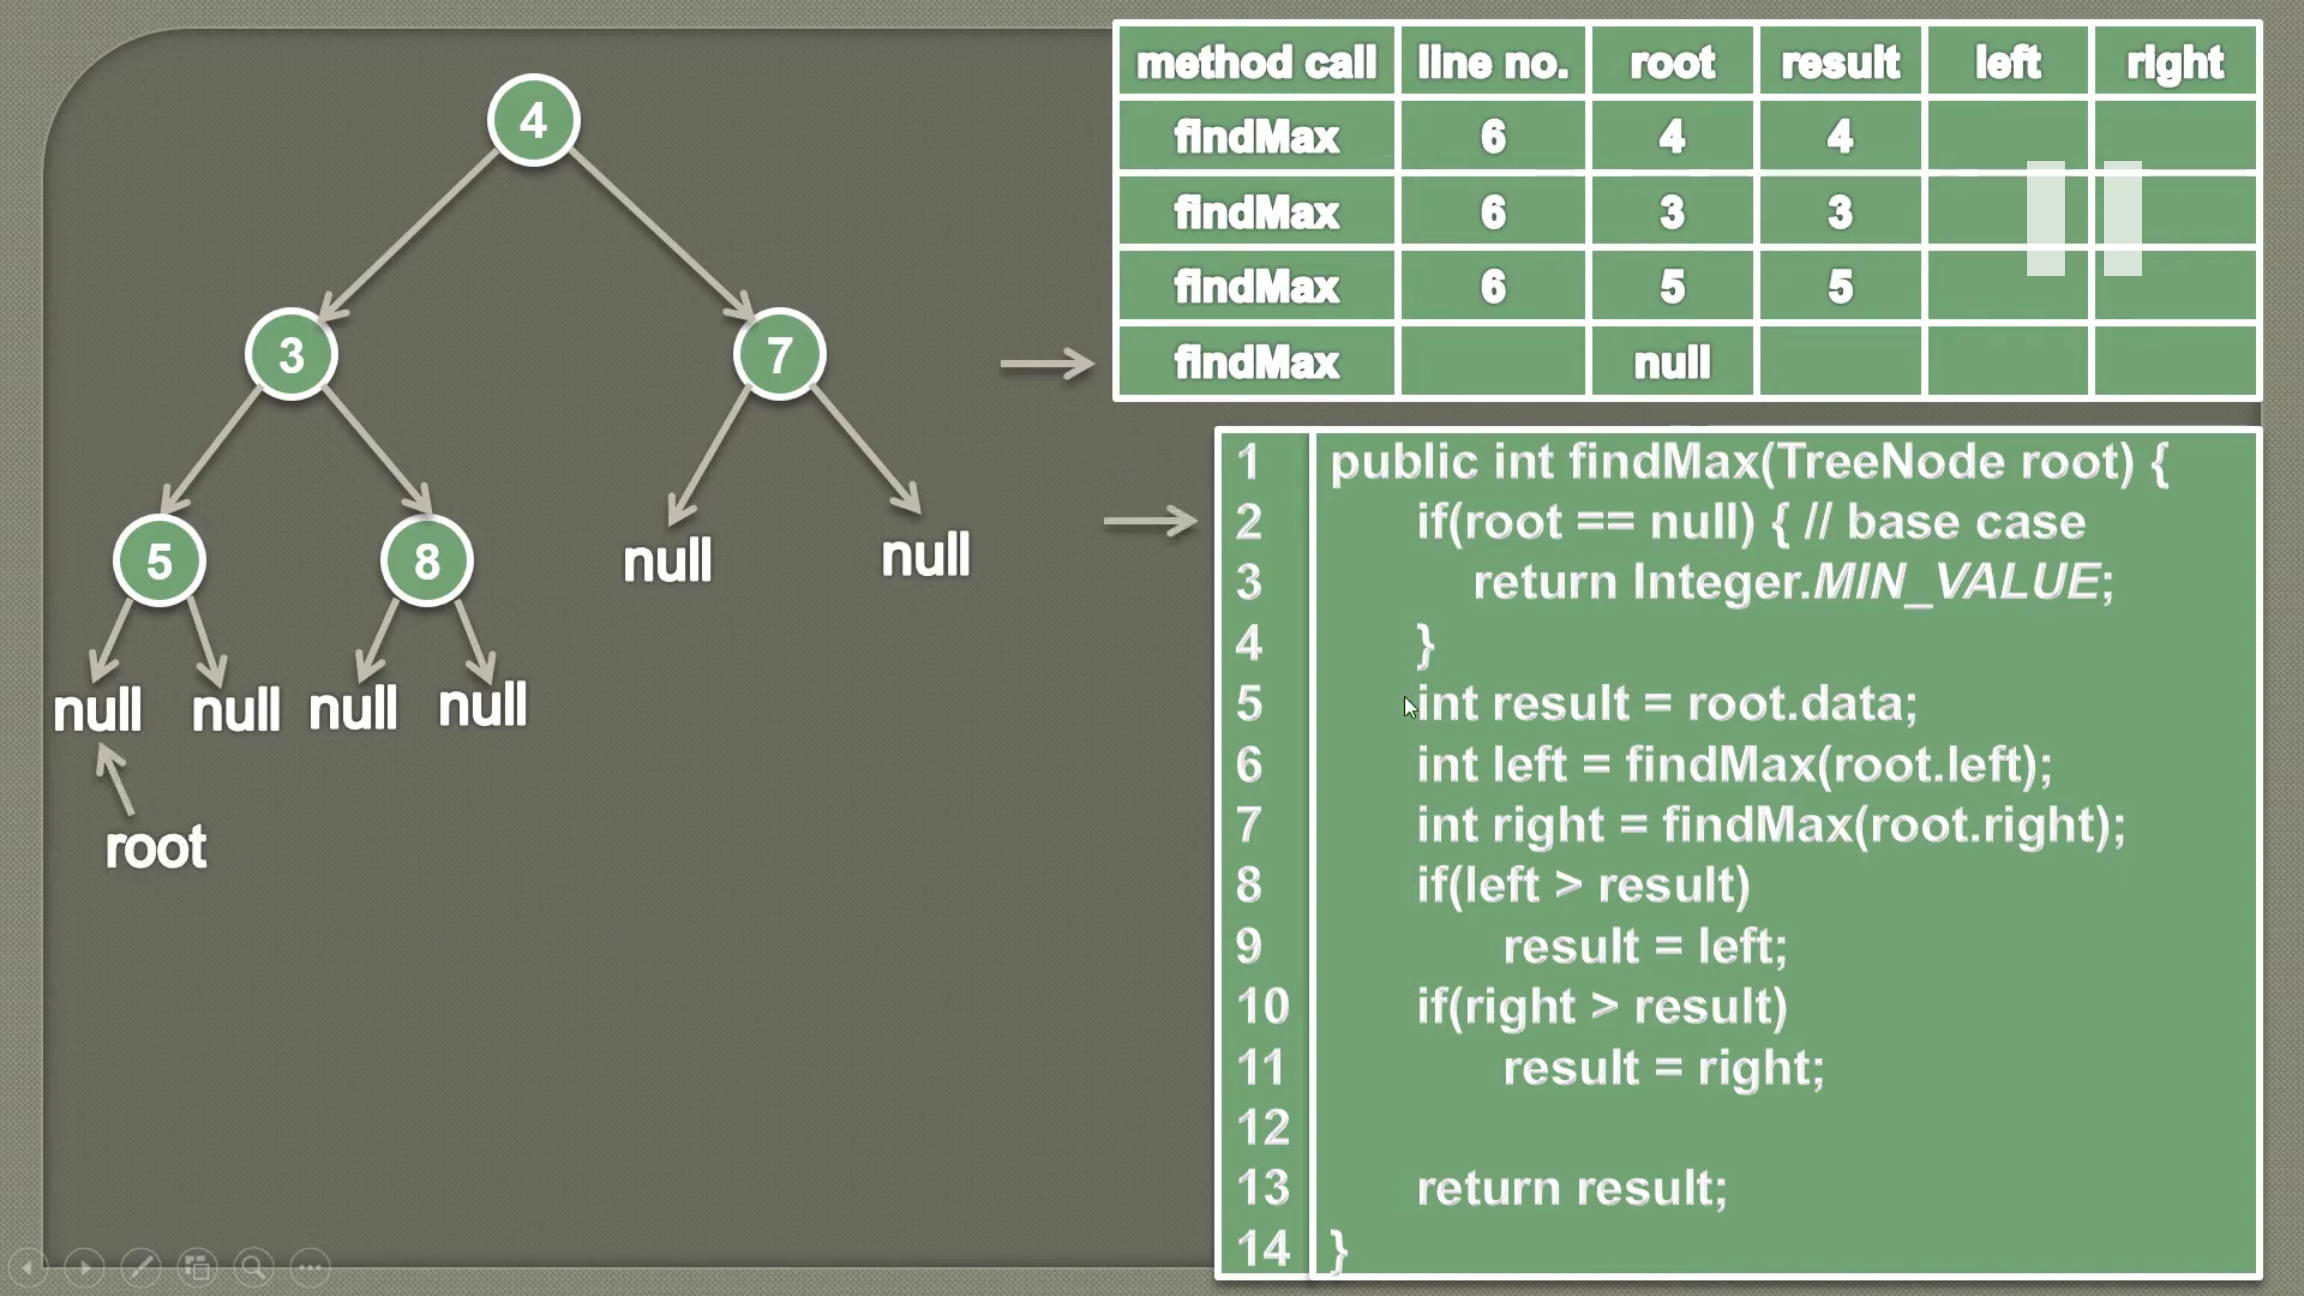 4
3
7
5
8
null
null
null
null
null
null
root
method call line no. root result left right
findMax 6 4 4
findMax 6 3 3
findMax 6 5 5
findMax null
1 public int findMax(TreeNode root) {
2 if(root == null) { // base case
3 return Integer.MIN_VALUE;
4 }
5 int result = root.data;
6 int left = findMax(root.left);
7 int right = findMax(root.right);
8 if(left > result)
9 result = left;
10 if(right > result)
11 result = right;
12
13 return result;
14 }